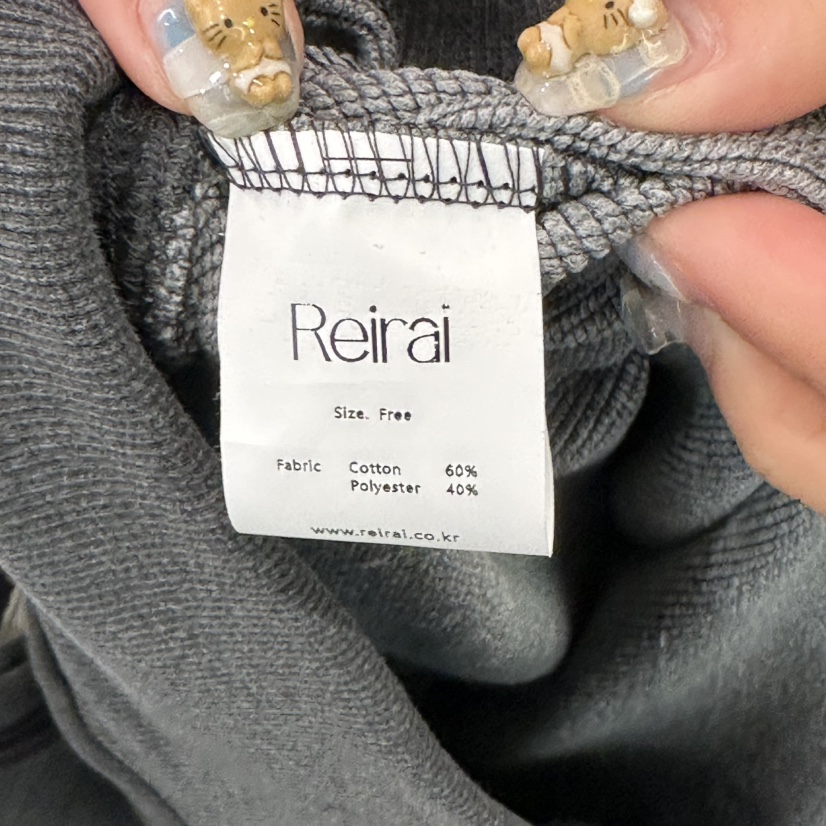 Reirai
Size. Free
Fabric Cotton 60%
Polyester 40%
www.reirai.co.kr